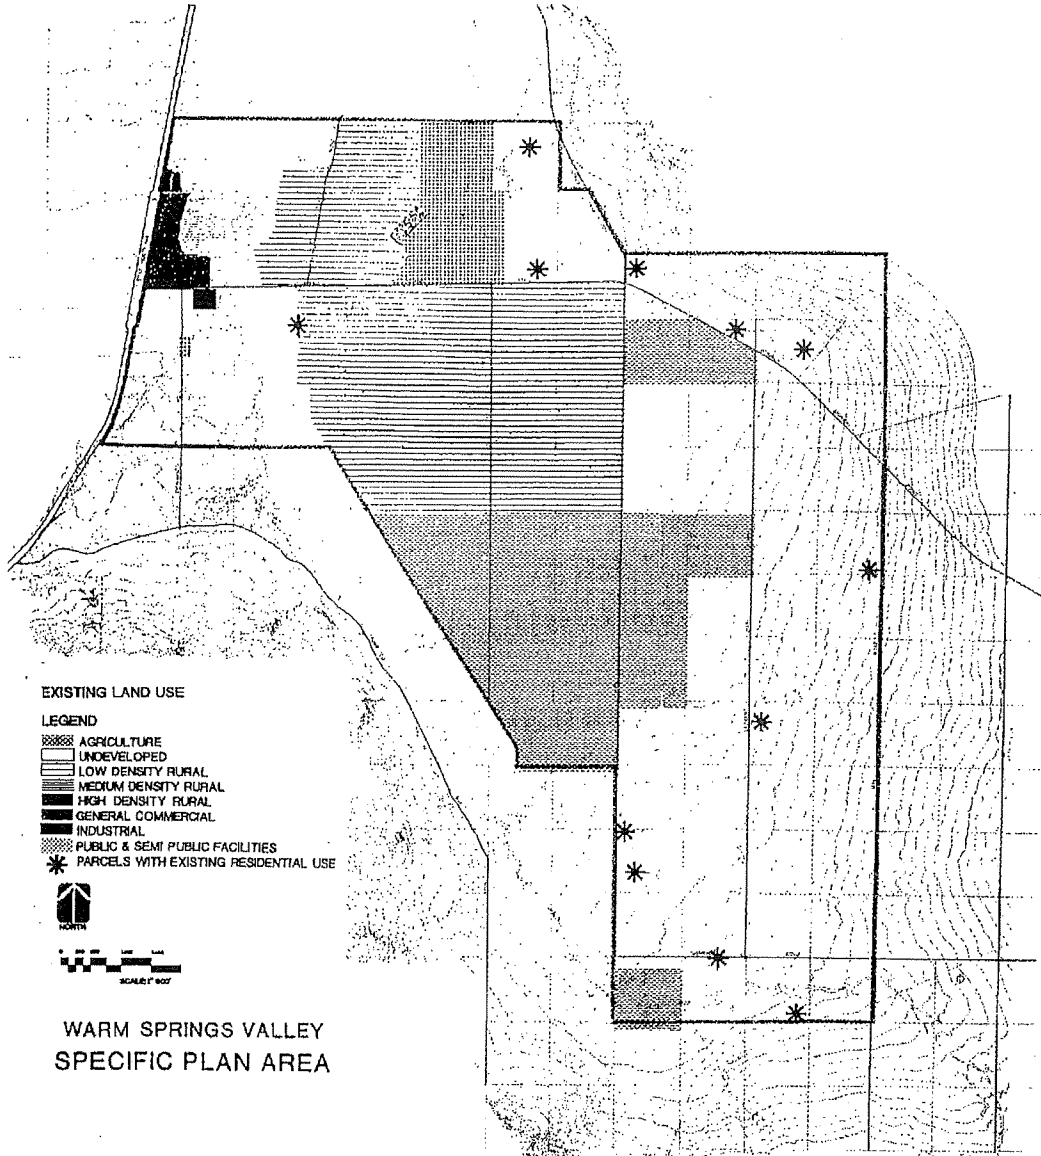 EXISTING LAND USE
LEGEND
AGRICULTURE
UNDEVELOPED
LOW DENSITY RURAL
MEDIUM DENSITY RURAL
HIGH DENSITY RURAL
GENERAL COMMERCIAL
INDUSTRIAL
PUBLIC & SEMI PUBLIC FACILITIES
PARCELS WITH EXISTING RESIDENTIAL USE
NORTH
WARM SPRINGS VALLEY
SPECIFIC PLAN AREA